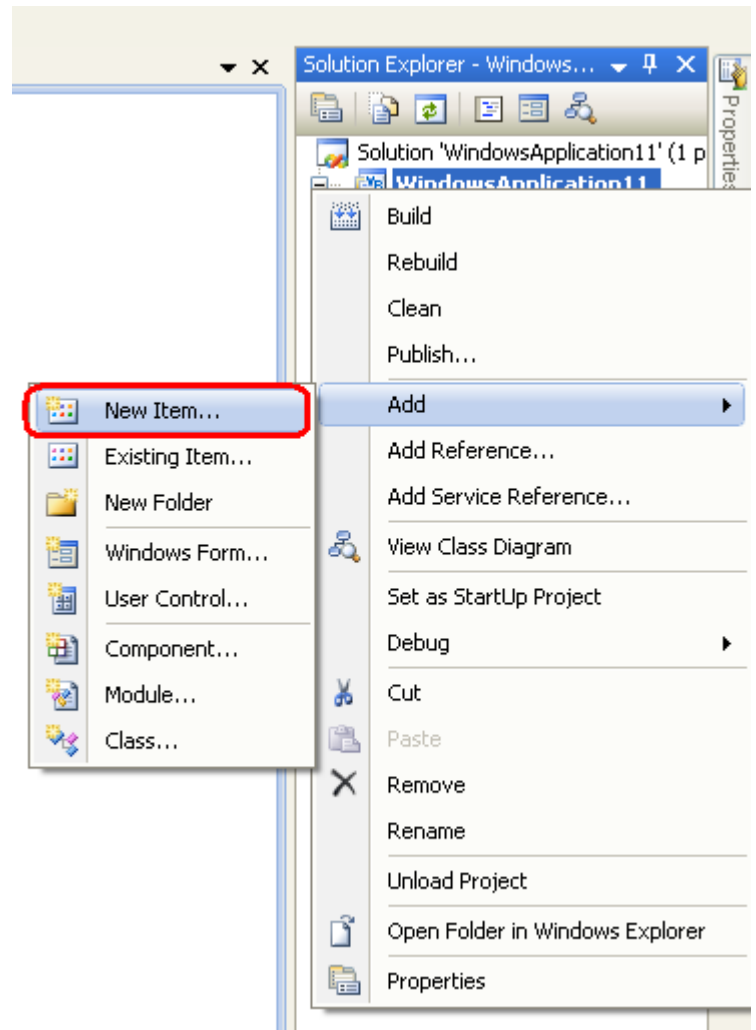 Solution Explorer - Windows...
Properties
Solution 'WindowsApplication11' (1 p
VB WindowsApplication11
Build
Rebuild
Clean
Publish...
Add
Add Reference...
Add Service Reference...
View Class Diagram
Set as StartUp Project
Debug
Cut
Paste
Remove
Rename
Unload Project
Open Folder in Windows Explorer
Properties
New Item...
Existing Item...
New Folder
Windows Form...
User Control...
Component...
Module...
Class...